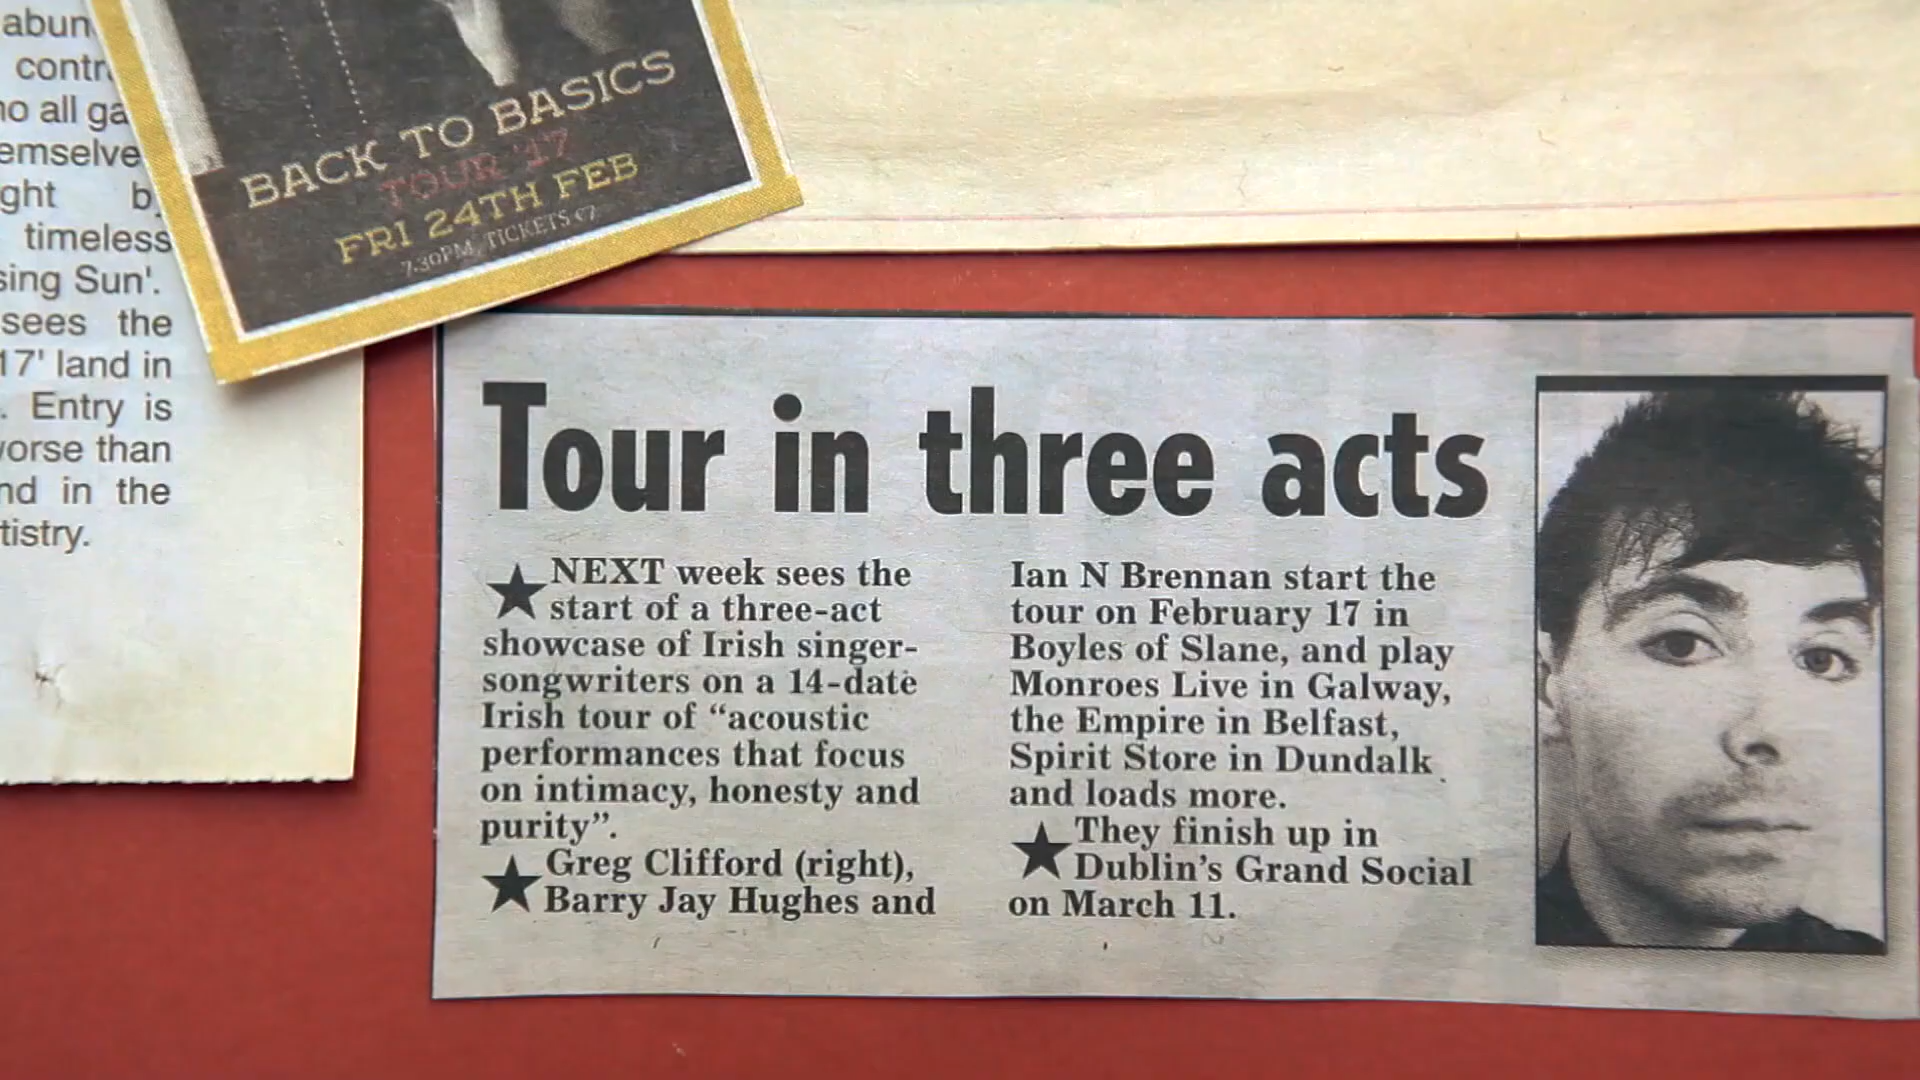 abun
contr
no all ga
emselve
ght b
timeless
sing Sun'.
sees the
17' land in
. Entry is
worse than
nd in the
tistry.
BACK TO BASICS
TOUR '17
FRI 24TH FEB
7.30PM, TICKETS €7
Tour in three acts
★ NEXT week sees the
start of a three-act
showcase of Irish singer-
songwriters on a 14-date
Irish tour of “acoustic
performances that focus
on intimacy, honesty and
purity”.
★ Greg Clifford (right),
Barry Jay Hughes and
Ian N Brennan start the
tour on February 17 in
Boyles of Slane, and play
Monroes Live in Galway,
the Empire in Belfast,
Spirit Store in Dundalk
and loads more.
★ They finish up in
Dublin’s Grand Social
on March 11.